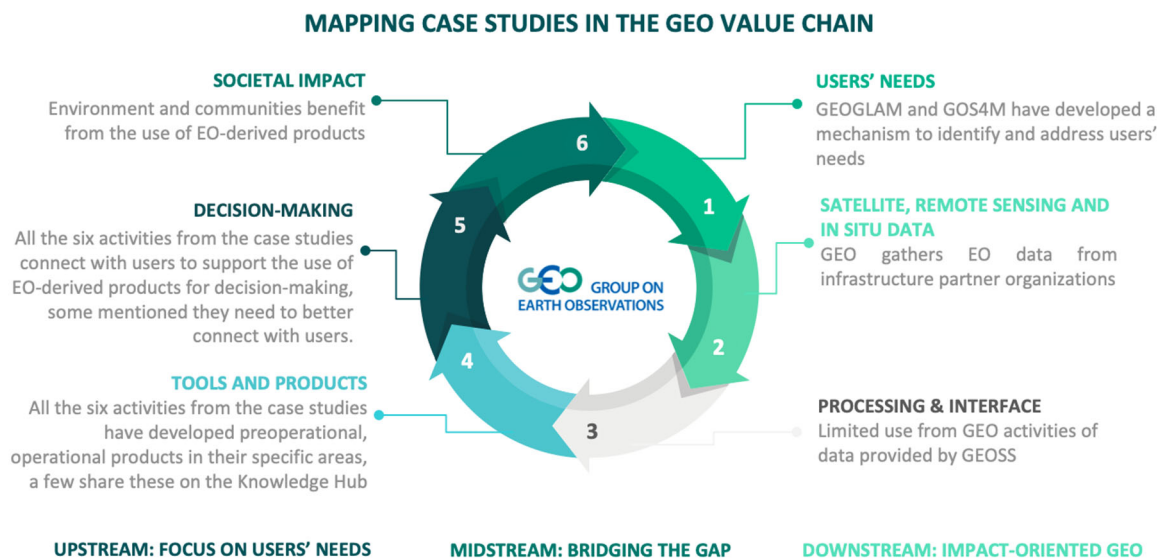 MAPPING CASE STUDIES IN THE GEO VALUE CHAIN
SOCIETAL IMPACT
Environment and communities benefit
from the use of EO-derived products
DECISION-MAKING
All the six activities from the case studies
connect with users to support the use of
EO-derived products for decision-making,
some mentioned they need to better
connect with users.
TOOLS AND PRODUCTS
All the six activities from the case studies
have developed preoperational,
operational products in their specific areas,
a few share these on the Knowledge Hub
6
5
4
3
2
1
GEO GROUP ON
EARTH OBSERVATIONS
USERS' NEEDS
GEOGLAM and GOS4M have developed a
mechanism to identify and address users'
needs
SATELLITE, REMOTE SENSING AND
IN SITU DATA
GEO gathers EO data from
infrastructure partner organizations
PROCESSING & INTERFACE
Limited use from GEO activities of
data provided by GEOSS
UPSTREAM: FOCUS ON USERS' NEEDS
MIDSTREAM: BRIDGING THE GAP
DOWNSTREAM: IMPACT-ORIENTED GEO